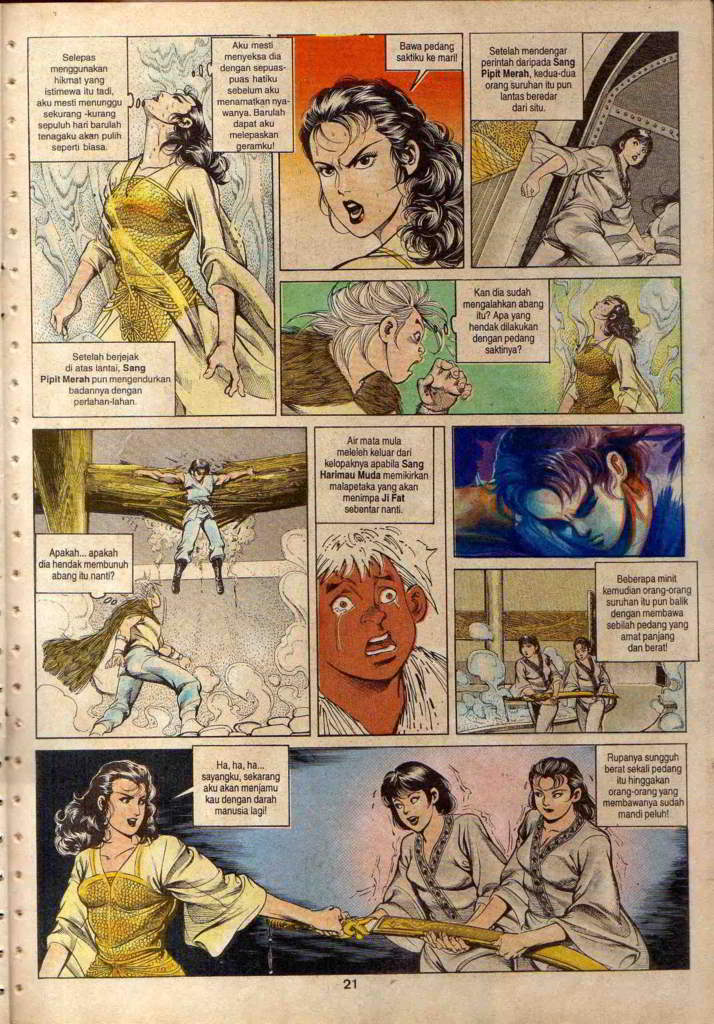 Selepas
menggunakan
hikmat yang
istimewa itu tadi,
aku mesti menunggu
sekurang -kurang
sepuluh hari barulah
tenagaku akan pulih
seperti biasa.
Aku mesti
menyeksa dia
dengan sepuas-
puas hatiku
sebelum aku
menamatkan nya-
wanya. Barulah
dapat aku
melepaskan
geramku!
Setelah berjejak
di atas lantai, Sang
Pipit Merah pun mengendurkan
badannya dengan
perlahan-lahan.
Bawa pedang
saktiku ke mari!
Setelah mendengar
perintah daripada Sang
Pipit Merah, kedua-dua
orang suruhan itu pun
lantas beredar
dari situ.
Kan dia sudah
mengalahkan abang
itu? Apa yang
hendak dilakukan
dengan pedang
saktinya?
Apakah... apakah
dia hendak membunuh
abang itu nanti?
Air mata mula
meleleh keluar dari
kelopaknya apabila Sang
Harimau Muda memikirkan
malapetaka yang akan
menimpa Ji Fat
sebentar nanti.
Beberapa minit
kemudian orang-orang
suruhan itu pun balik
dengan membawa
sebilah pedang yang
amat panjang
dan berat!
Ha, ha, ha...
sayangku, sekarang
aku akan menjamu
kau dengan darah
manusia lagi!
Rupanya sungguh
berat sekali pedang
itu hinggakan
orang-orang yang
membawanya sudah
mandi peluh!
21